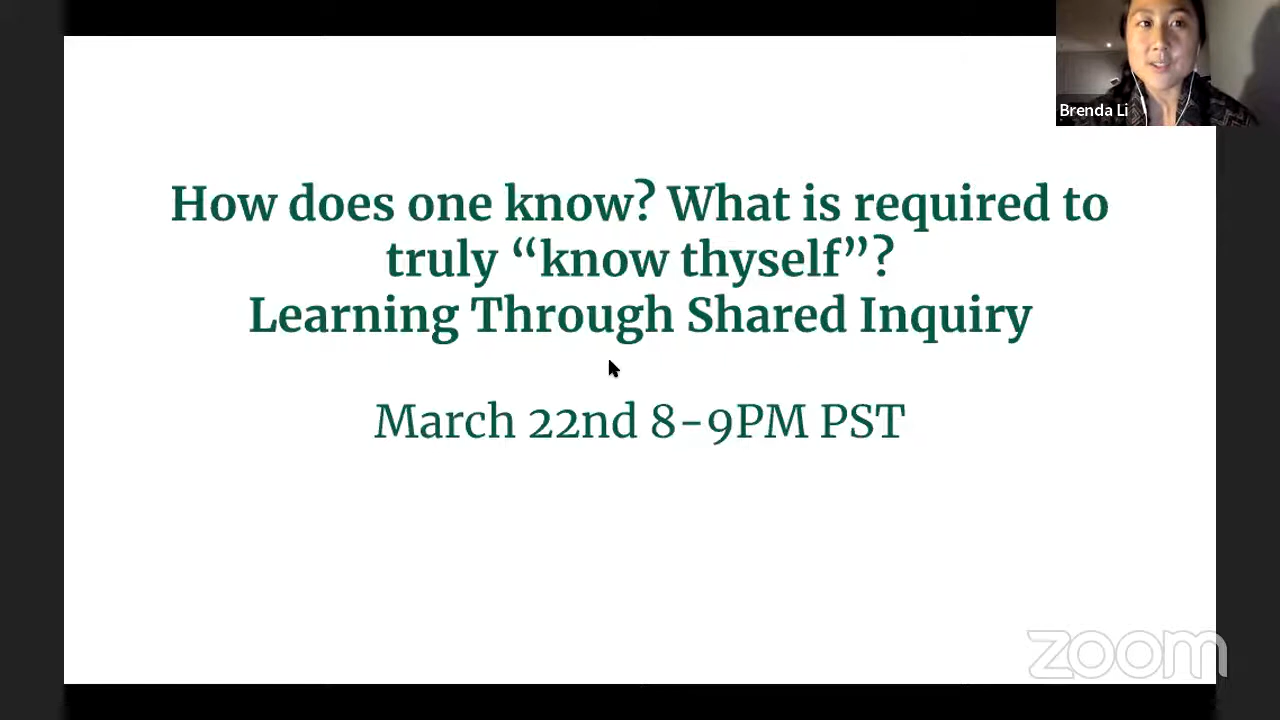 Brenda Li
How does one know? What is required to
truly “know thyself”?
Learning Through Shared Inquiry
March 22nd 8-9PM PST
zoom